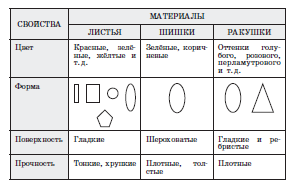 СВОЙСТВА
МАТЕРИАЛЫ
ЛИСТЬЯ ШИШКИ РАКУШКИ
Цвет
Красные, зелё-
ные, жёлтые и
т.д.
Зелёные, корич-
невые
Оттенки голу-
бого, розового,
перламутрового
и т.д.
Форма
Поверхность
Гладкие
Шероховатые
Гладкие и ре-
бристые
Прочность
Тонкие, хрупкие
Плотные, тол-
стые
Плотные